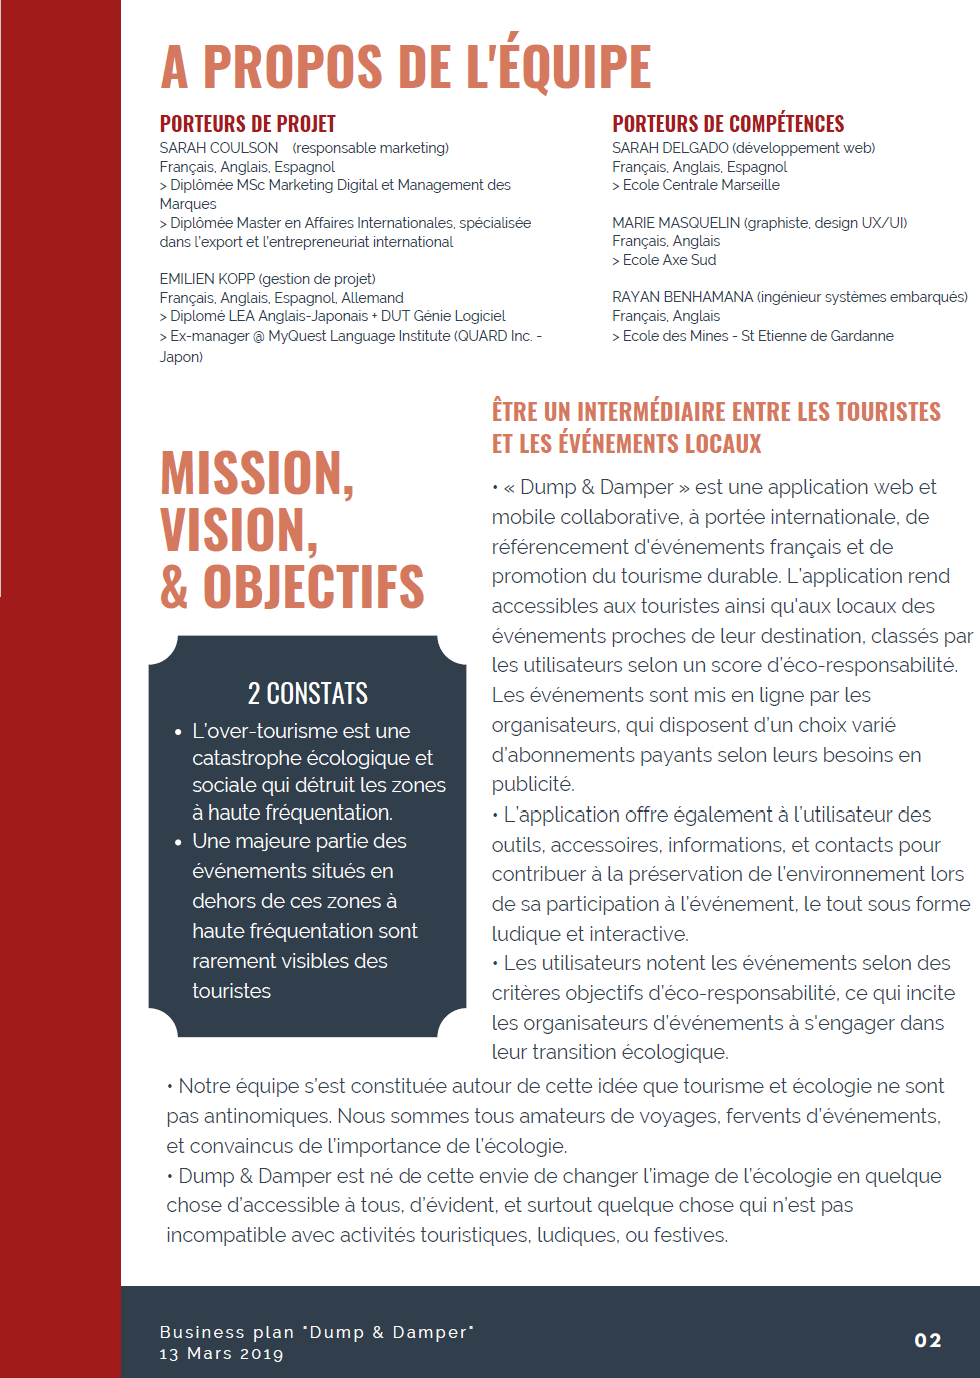 A PROPOS DE L'ÉQUIPE
PORTEURS DE PROJET
SARAH COULSON (responsable marketing)
Français, Anglais, Espagnol
> Diplômée MSc Marketing Digital et Management des
Marques
> Diplômée Master en Affaires Internationales, spécialisée
dans l'export et l'entrepreneuriat international
EMILIEN KOPP (gestion de projet)
Français, Anglais, Espagnol, Allemand
> Diplomé LEA Anglais-Japonais + DUT Génie Logiciel
> Ex-manager @ MyQuest Language Institute (QUARD Inc. -
Japon)
PORTEURS DE COMPÉTENCES
SARAH DELGADO (développement web)
Français, Anglais, Espagnol
> Ecole Centrale Marseille
MARIE MASQUELIN (graphiste, design UX/UI)
Français, Anglais
> Ecole Axe Sud
RAYAN BENHAMANA (ingénieur systèmes embarqués)
Français, Anglais
> Ecole des Mines - St Etienne de Gardanne
MISSION,
VISION,
& OBJECTIFS
2 CONSTATS
• L'over-tourisme est une
catastrophe écologique et
sociale qui détruit les zones
à haute fréquentation.
• Une majeure partie des
événements situés en
dehors de ces zones à
haute fréquentation sont
rarement visibles des
touristes
ÊTRE UN INTERMÉDIAIRE ENTRE LES TOURISTES
ET LES ÉVÉNEMENTS LOCAUX
• « Dump & Damper » est une application web et
mobile collaborative, à portée internationale, de
référencement d'événements français et de
promotion du tourisme durable. L'application rend
accessibles aux touristes ainsi qu'aux locaux des
événements proches de leur destination, classés par
les utilisateurs selon un score d'éco-responsabilité.
Les événements sont mis en ligne par les
organisateurs, qui disposent d'un choix varié
d'abonnements payants selon leurs besoins en
publicité.
• L'application offre également à l'utilisateur des
outils, accessoires, informations, et contacts pour
contribuer à la préservation de l'environnement lors
de sa participation à l'événement, le tout sous forme
ludique et interactive.
• Les utilisateurs notent les événements selon des
critères objectifs d'éco-responsabilité, ce qui incite
les organisateurs d'événements à s'engager dans
leur transition écologique.
• Notre équipe s'est constituée autour de cette idée que tourisme et écologie ne sont
pas antinomiques. Nous sommes tous amateurs de voyages, fervents d'événements,
et convaincus de l'importance de l'écologie.
• Dump & Damper est né de cette envie de changer l'image de l'écologie en quelque
chose d'accessible à tous, d'évident, et surtout quelque chose qui n'est pas
incompatible avec activités touristiques, ludiques, ou festives.
Business plan "Dump & Damper"
13 Mars 2019
02